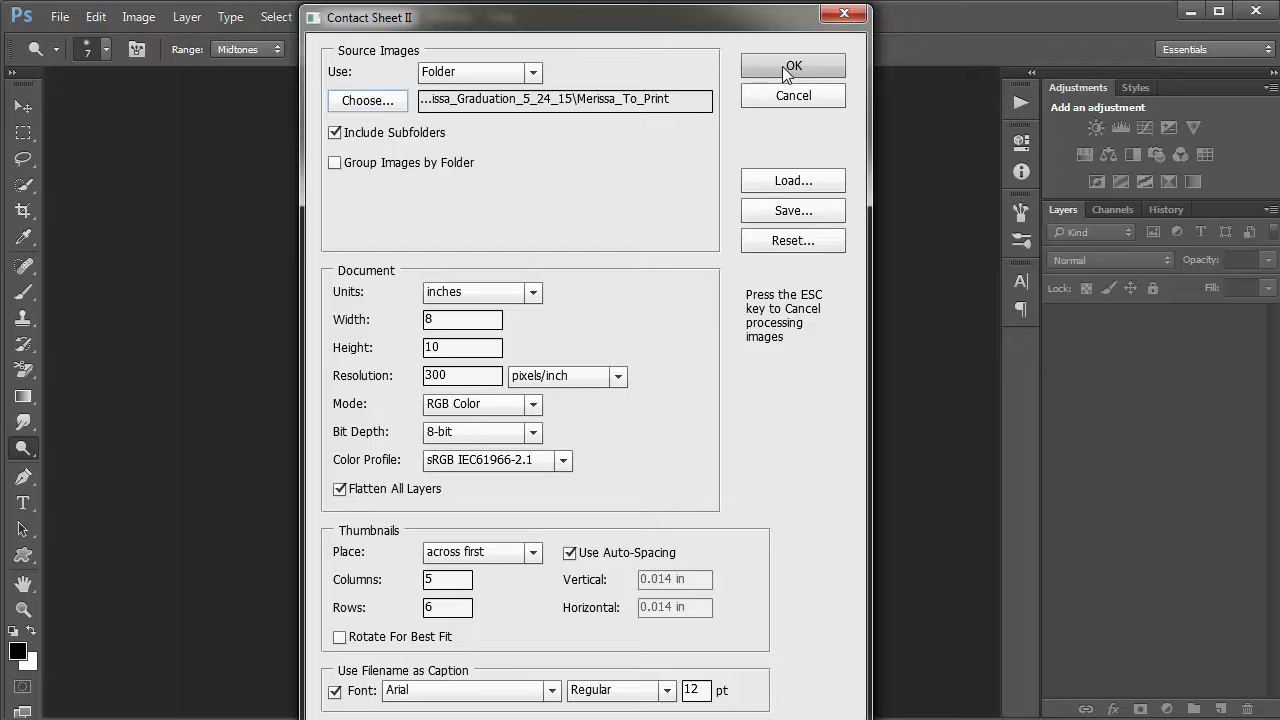 Ps File Edit Image Layer Type Select
Contact Sheet II
7 Range: Midtones Essentials
Source Images
Use: Folder
Choose... ...issa_Graduation_5_24_15\Merissa_To_Print
Include Subfolders
Group Images by Folder
OK
Cancel
Load...
Save...
Reset...
Press the ESC
key to Cancel
processing
images
Document
Units: inches
Width: 8
Height: 10
Resolution: 300 pixels/inch
Mode: RGB Color
Bit Depth: 8-bit
Color Profile: sRGB IEC61966-2.1
Flatten All Layers
Thumbnails
Place: across first Use Auto-Spacing
Columns: 5 Vertical: 0.014 in
Rows: 6 Horizontal: 0.014 in
Rotate For Best Fit
Use Filename as Caption
Font: Arial Regular 12 pt
Adjustments Styles
Add an adjustment
Layers Channels History
Kind
Normal Opacity:
Lock: Fill: